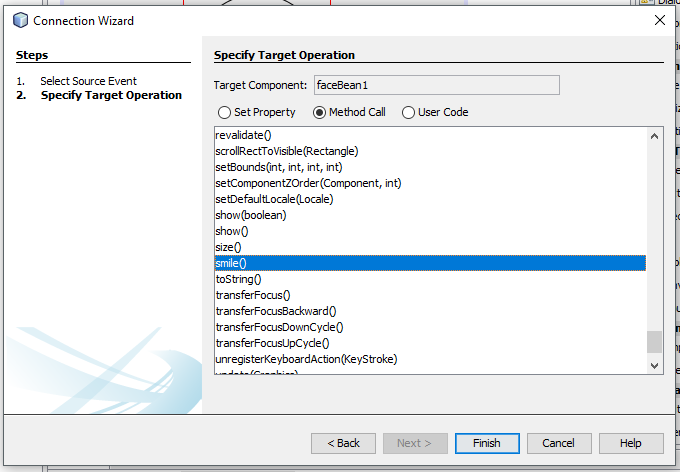 Connection Wizard
Steps
1. Select Source Event
2. Specify Target Operation
Specify Target Operation
Target Component: faceBean1
Set Property Method Call User Code
revalidate()
scrollRectToVisible(Rectangle)
setBounds(int, int, int, int)
setComponentZOrder(Component, int)
setDefaultLocale(Locale)
show(boolean)
show()
size()
smile()
toString()
transferFocus()
transferFocusBackward()
transferFocusDownCycle()
transferFocusUpCycle()
unregisterKeyboardAction(KeyStroke)
update(Graphics)
< Back Next > Finish Cancel Help